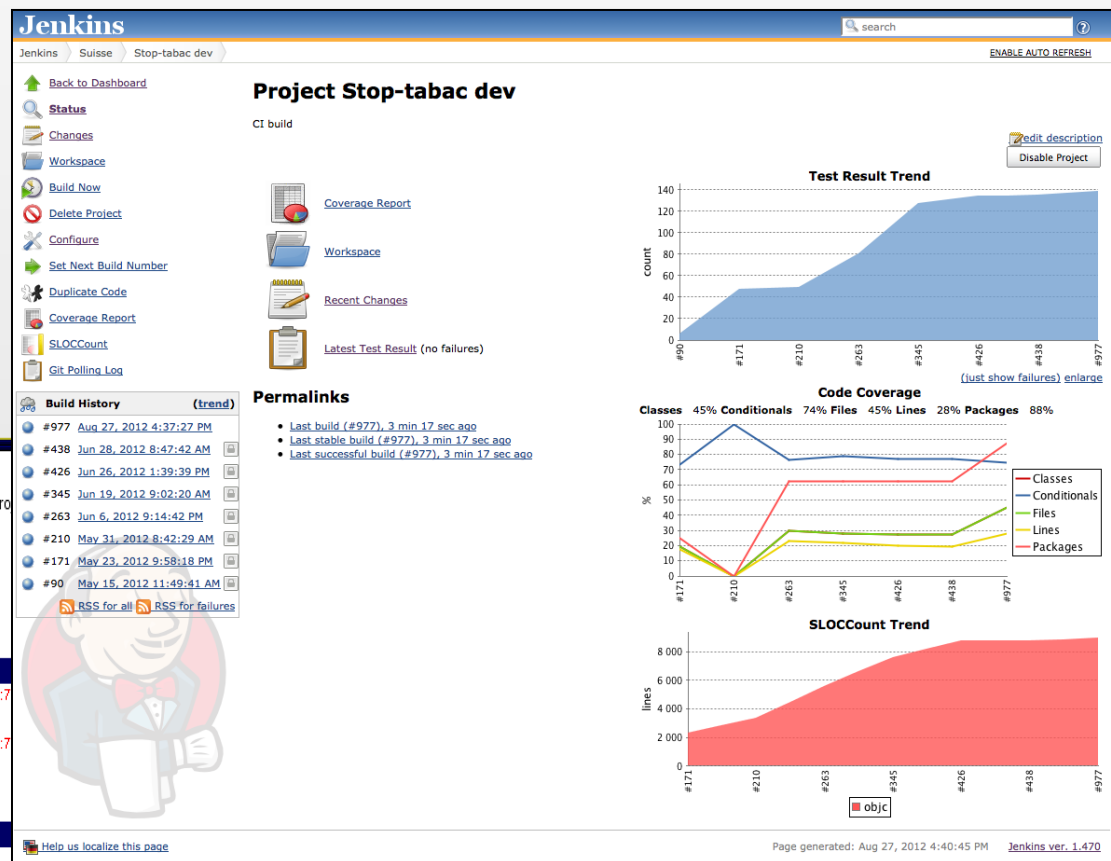 Jenkins
search
Jenkins Suisse Stop-tabac dev
ENABLE AUTO REFRESH
Back to Dashboard
Status
Changes
Workspace
Build Now
Delete Project
Configure
Set Next Build Number
Duplicate Code
Coverage Report
SLOCCount
Git Polling Log
Build History (trend)
#977 Aug 27, 2012 4:37:27 PM
#438 Jun 28, 2012 8:47:42 AM
#426 Jun 26, 2012 1:39:39 PM
#345 Jun 19, 2012 9:02:20 AM
#263 Jun 6, 2012 9:14:42 PM
#210 May 31, 2012 8:42:29 AM
#171 May 23, 2012 9:58:18 PM
#90 May 15, 2012 11:49:41 AM
RSS for all RSS for failures
Project Stop-tabac dev
CI build
edit description
Disable Project
Coverage Report
Workspace
Recent Changes
Latest Test Result (no failures)
Permalinks
Last build (#977), 3 min 17 sec ago
Last stable build (#977), 3 min 17 sec ago
Last successful build (#977), 3 min 17 sec ago
Test Result Trend
140
120
100
80
60
40
20
0
count
#90 #171 #210 #263 #345 #426 #438 #977
(just show failures) enlarge
Code Coverage
Classes 45% Conditionals 74% Files 45% Lines 28% Packages 88%
100
90
80
70
60
50
40
30
20
10
0
%
#171 #210 #263 #345 #426 #438 #977
Classes
Conditionals
Files
Lines
Packages
SLOCCount Trend
8 000
6 000
4 000
2 000
0
lines
#171 #210 #263 #345 #426 #438 #977
objc
ro
:7
:7
Help us localize this page
Page generated: Aug 27, 2012 4:40:45 PM Jenkins ver. 1.470